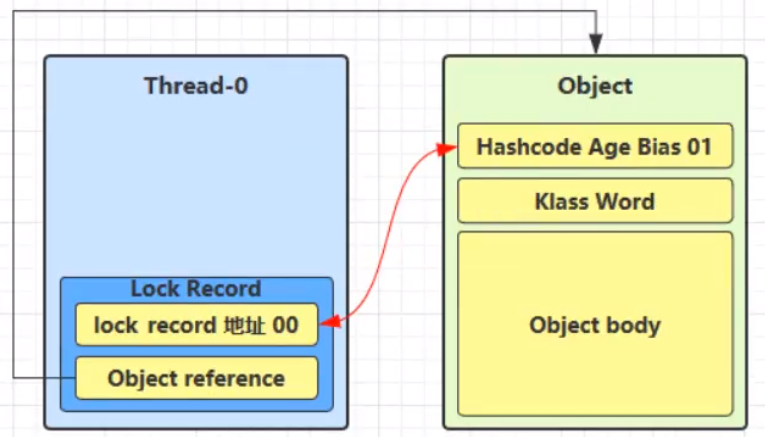 Thread-0
Lock Record
lock record 地址 00
Object reference
Object
Hashcode Age Bias 01
Klass Word
Object body